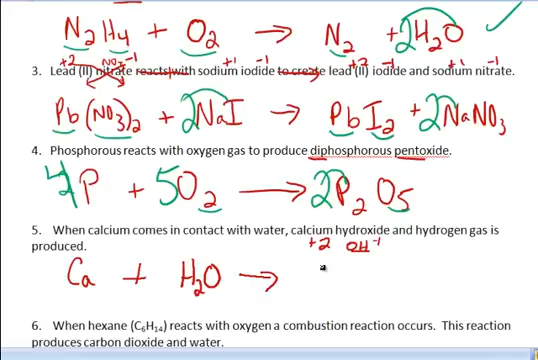 N2H4 + O2 → N2 + 2H2O ✓
+2 NO3 -1 +1 -1 +2 -1 +1 -1
3. Lead (II) nitrate reacts with sodium iodide to create lead (II) iodide and sodium nitrate.
Pb(NO3)2 + 2NaI → PbI2 + 2NaNO3
4. Phosphorous reacts with oxygen gas to produce diphosphorous pentoxide.
4P + 5O2 → 2P2O5
5. When calcium comes in contact with water, calcium hydroxide and hydrogen gas is
produced.
+2 OH-1
Ca + H2O →
6. When hexane (C6H14) reacts with oxygen a combustion reaction occurs. This reaction
produces carbon dioxide and water.